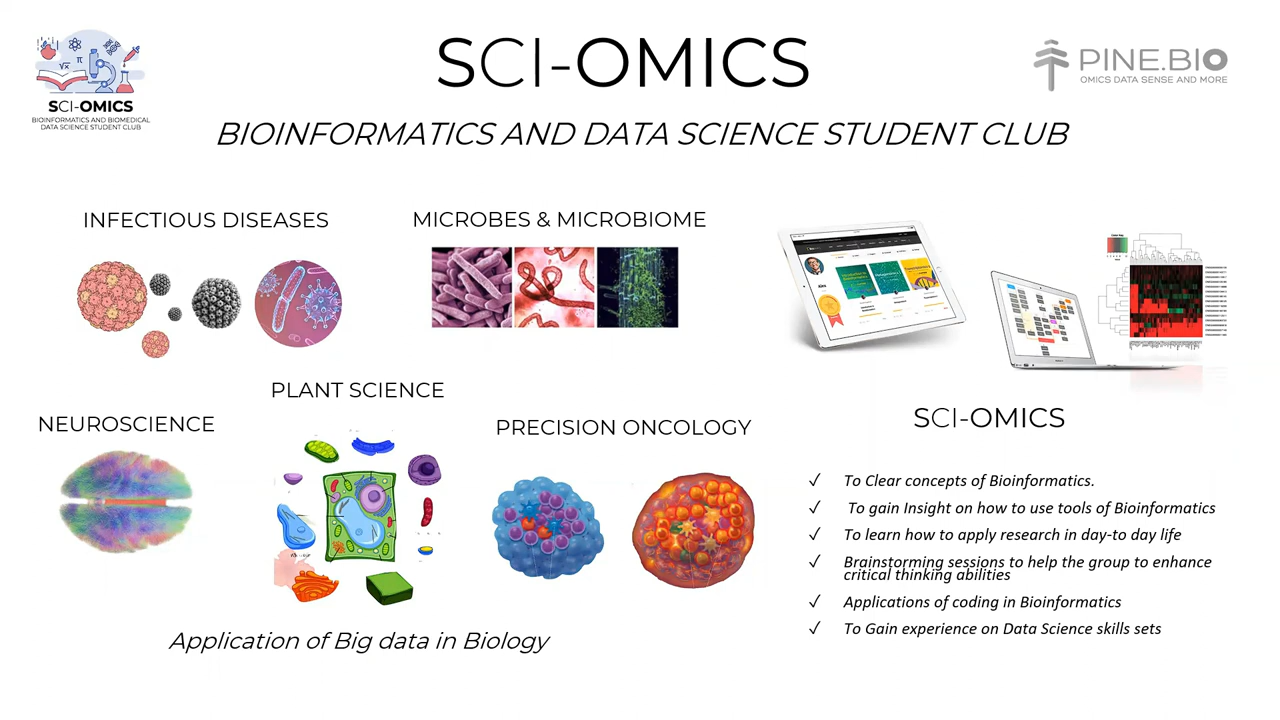 SCI-OMICS
BIOINFORMATICS AND BIOMEDICAL
DATA SCIENCE STUDENT CLUB
SCI-OMICS
PINE.BIO
OMICS DATA SENSE AND MORE
BIOINFORMATICS AND DATA SCIENCE STUDENT CLUB
INFECTIOUS DISEASES
MICROBES & MICROBIOME
PLANT SCIENCE
NEUROSCIENCE
PRECISION ONCOLOGY
Application of Big data in Biology
SCI-OMICS
✓ To Clear concepts of Bioinformatics.
✓ To gain Insight on how to use tools of Bioinformatics
✓ To learn how to apply research in day-to day life
✓ Brainstorming sessions to help the group to enhance
critical thinking abilities
✓ Applications of coding in Bioinformatics
✓ To Gain experience on Data Science skills sets